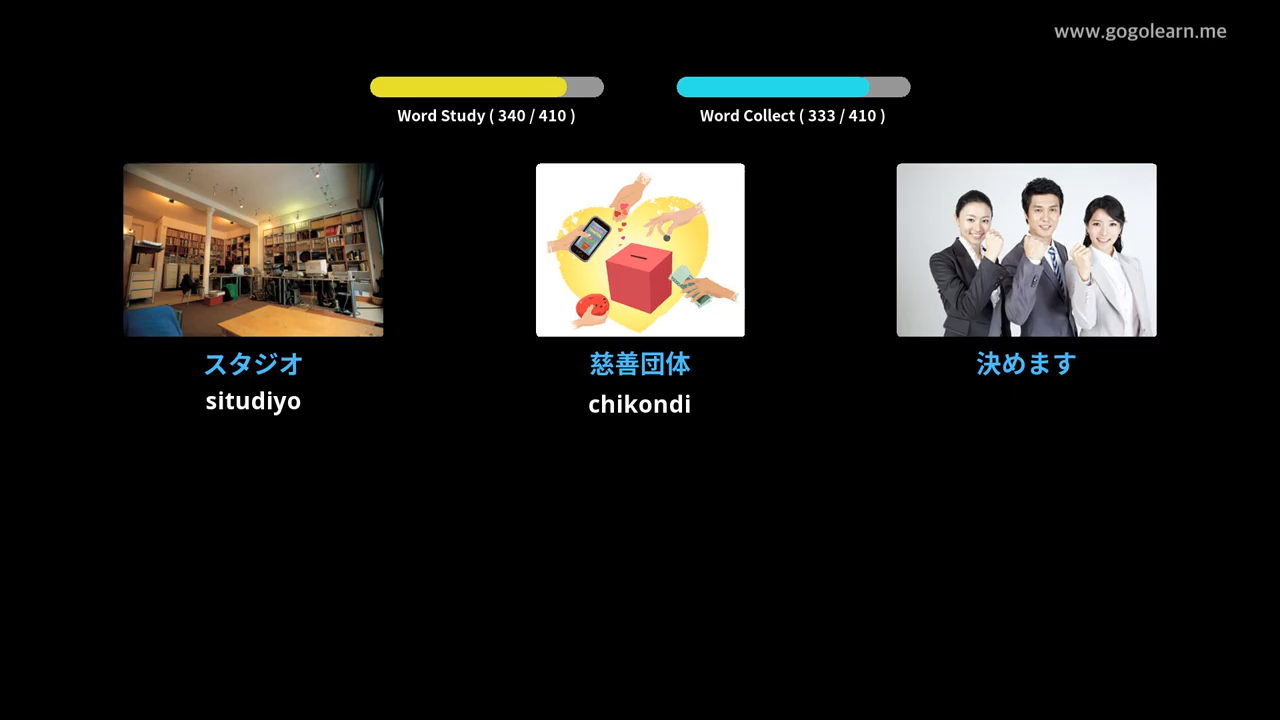 www.gogolearn.me
Word Study ( 340 / 410 )
Word Collect ( 333 / 410 )
スタジオ
situdiyo
慈善団体
chikondi
決めます